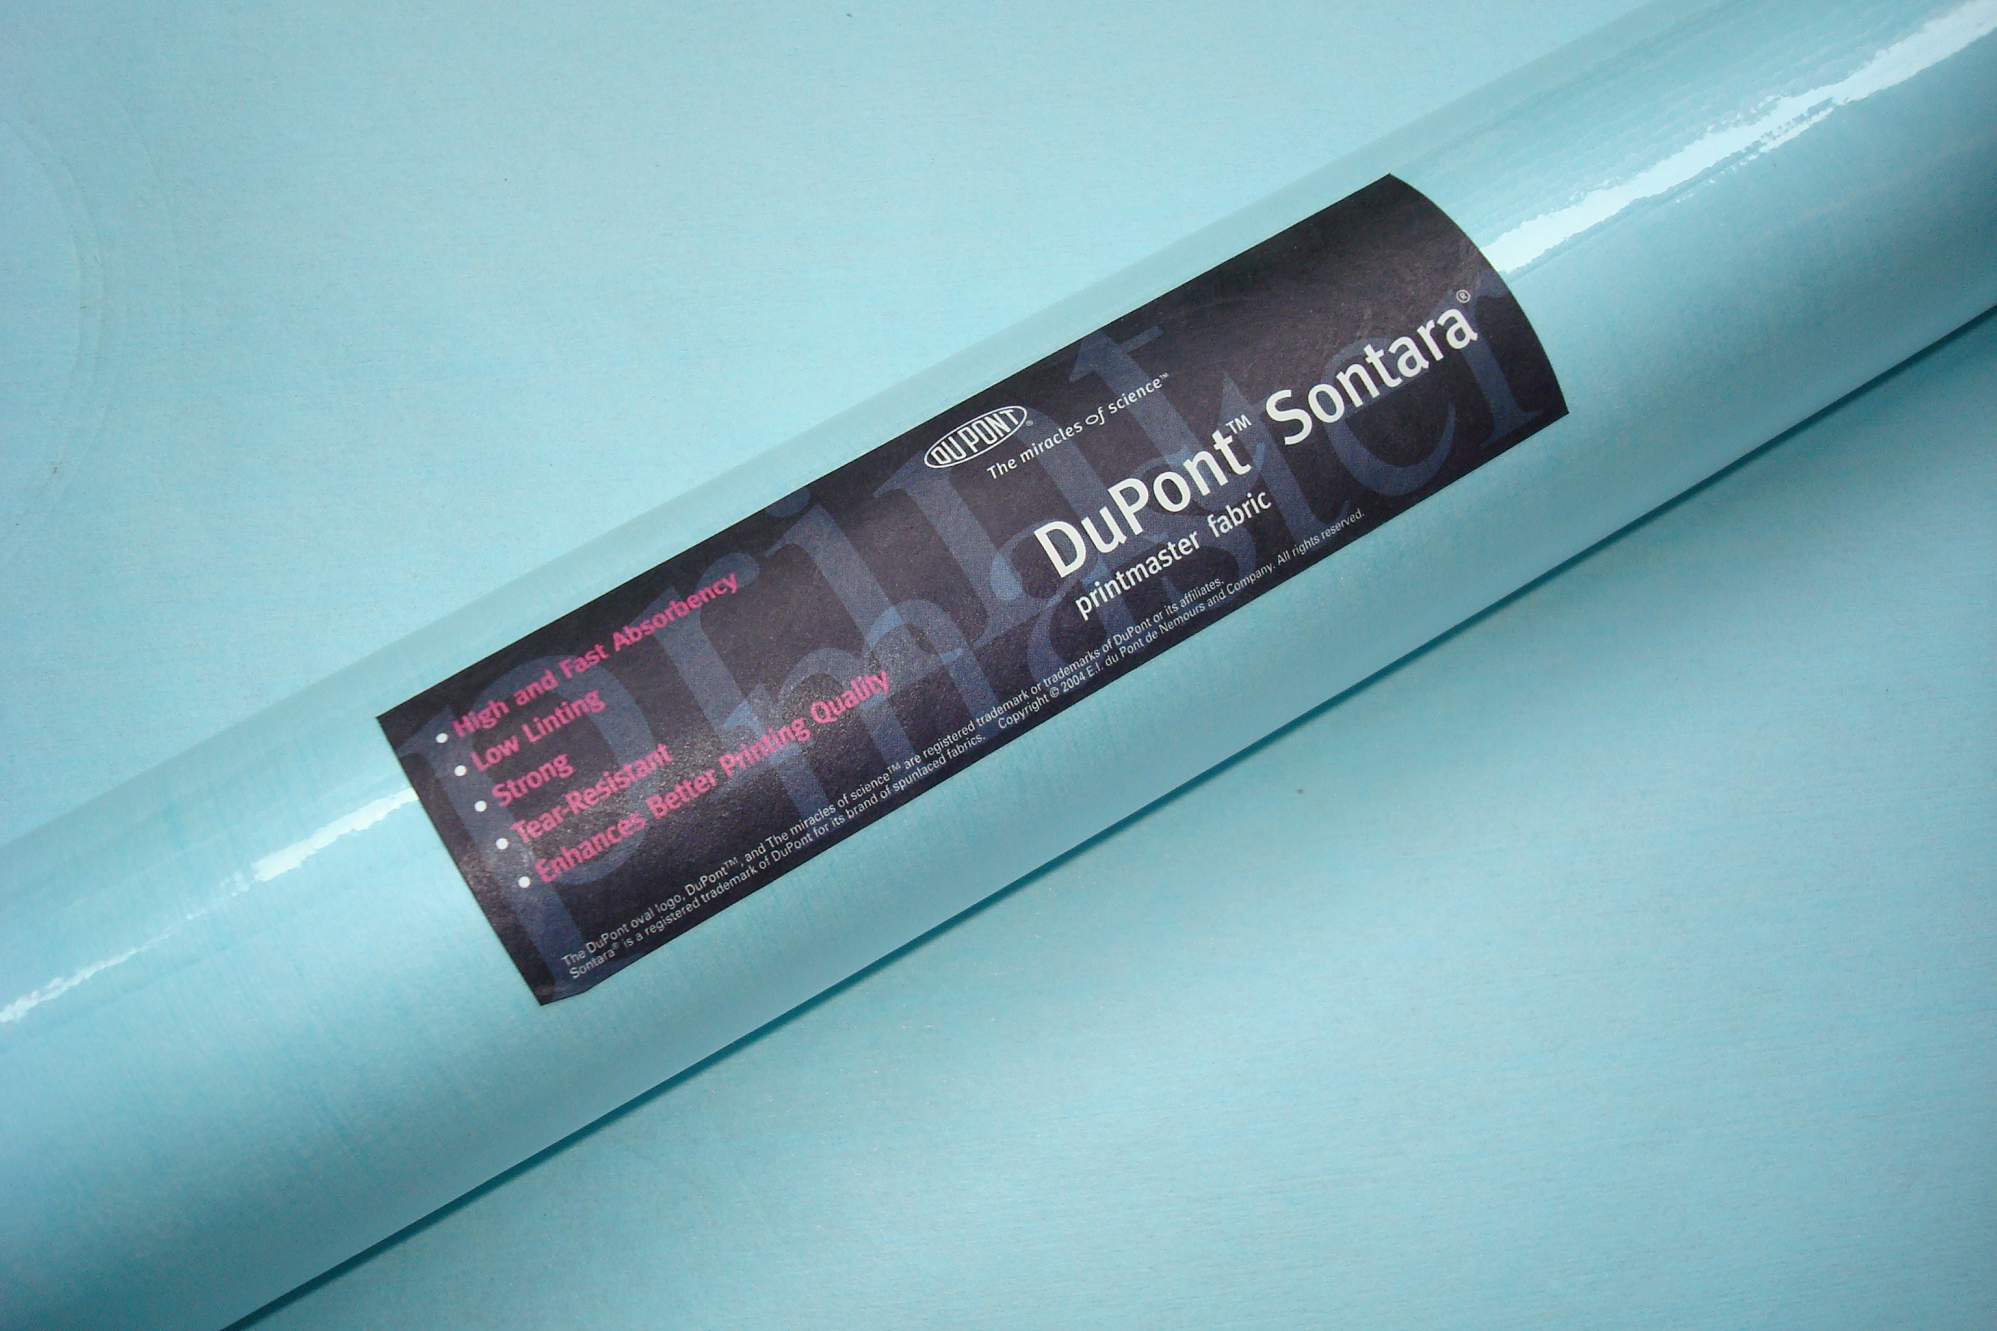 DUPONT®
The miracles of science™
DuPont™ Sontara®
printmaster fabric
• High and Fast Absorbency
• Low Linting
• Strong
• Tear-Resistant
• Enhances Better Printing Quality
The DuPont oval logo, DuPont™, and The miracles of science™ are registered trademark or trademarks of DuPont or its affiliates.
Sontara® is a registered trademark of DuPont for its brand of spunlaced fabrics. Copyright © 2004 E.I. du Pont de Nemours and Company. All rights reserved.
print
master